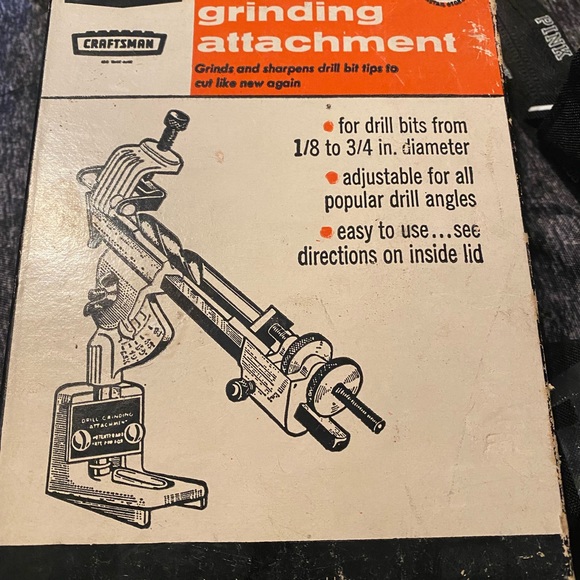 grinding
attachment
CRAFTSMAN
Grinds and sharpens drill bit tips to
cut like new again
PINK
for drill bits from
1/8 to 3/4 in. diameter
adjustable for all
popular drill angles
easy to use...see
directions on inside lid
DRILL GRINDING
ATTACHMENT